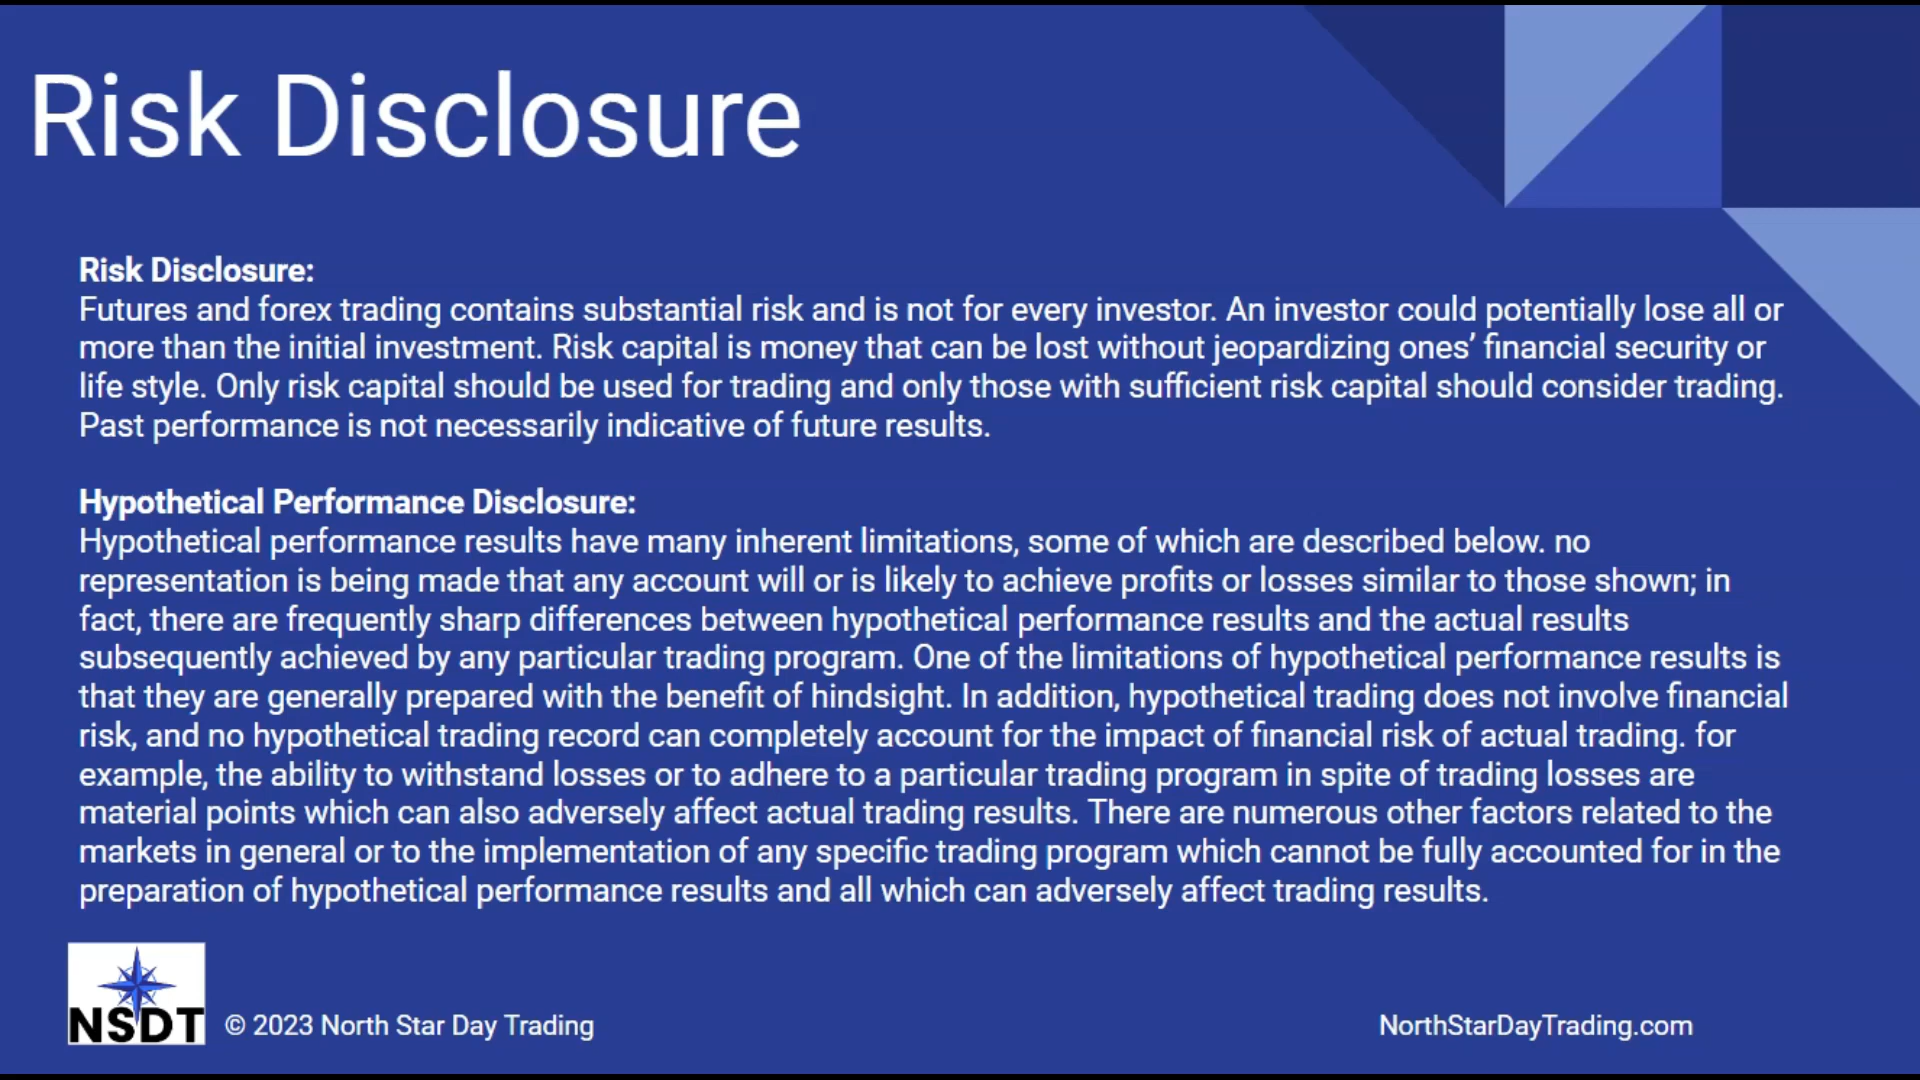 Risk Disclosure
Risk Disclosure:
Futures and forex trading contains substantial risk and is not for every investor. An investor could potentially lose all or
more than the initial investment. Risk capital is money that can be lost without jeopardizing ones’ financial security or
life style. Only risk capital should be used for trading and only those with sufficient risk capital should consider trading.
Past performance is not necessarily indicative of future results.
Hypothetical Performance Disclosure:
Hypothetical performance results have many inherent limitations, some of which are described below. no
representation is being made that any account will or is likely to achieve profits or losses similar to those shown; in
fact, there are frequently sharp differences between hypothetical performance results and the actual results
subsequently achieved by any particular trading program. One of the limitations of hypothetical performance results is
that they are generally prepared with the benefit of hindsight. In addition, hypothetical trading does not involve financial
risk, and no hypothetical trading record can completely account for the impact of financial risk of actual trading. for
example, the ability to withstand losses or to adhere to a particular trading program in spite of trading losses are
material points which can also adversely affect actual trading results. There are numerous other factors related to the
markets in general or to the implementation of any specific trading program which cannot be fully accounted for in the
preparation of hypothetical performance results and all which can adversely affect trading results.
NSDT
© 2023 North Star Day Trading
NorthStarDayTrading.com